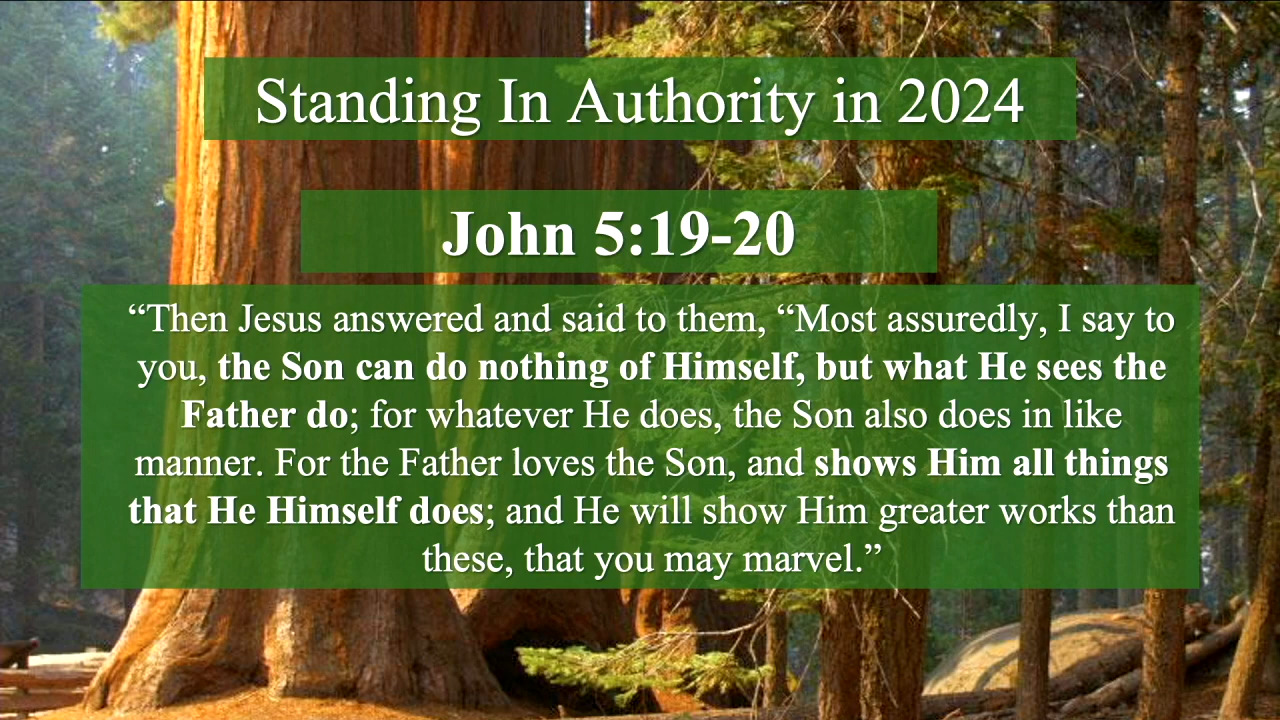 Standing In Authority in 2024
John 5:19-20
“Then Jesus answered and said to them, “Most assuredly, I say to
you, the Son can do nothing of Himself, but what He sees the
Father do; for whatever He does, the Son also does in like
manner. For the Father loves the Son, and shows Him all things
that He Himself does; and He will show Him greater works than
these, that you may marvel.”